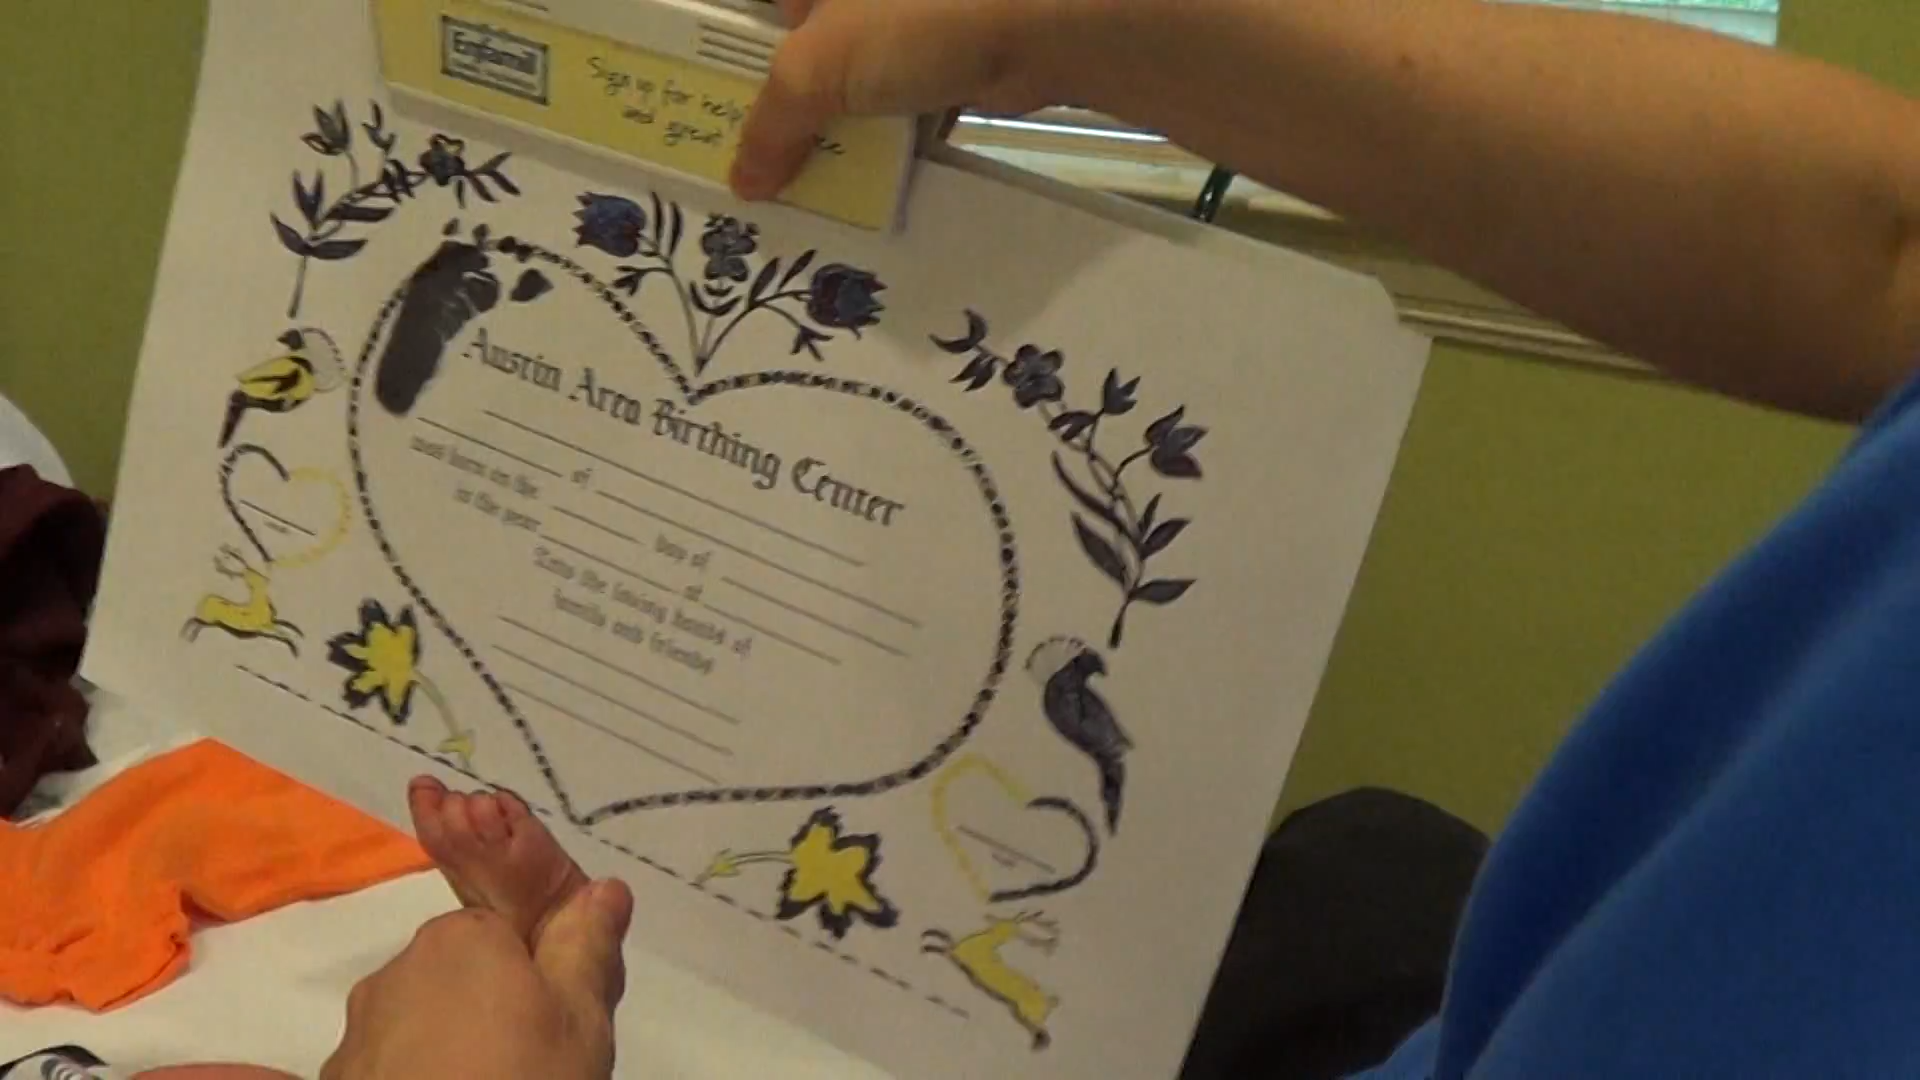 Enfamil
Sign up for help
and great
Austin Area Birthing Center
of
was born on the
Day of
in the year
at
Into the loving hands of
family and friends